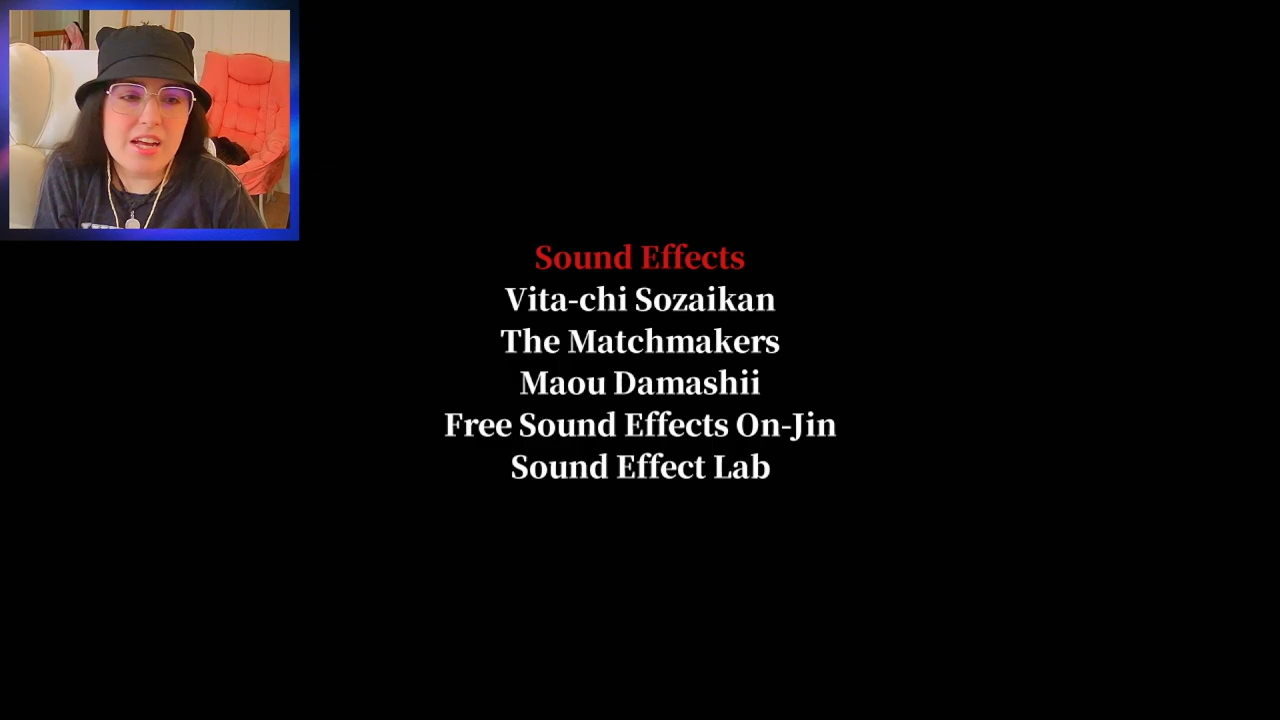 Sound Effects
Vita-chi Sozaikan
The Matchmakers
Maou Damashii
Free Sound Effects On-Jin
Sound Effect Lab